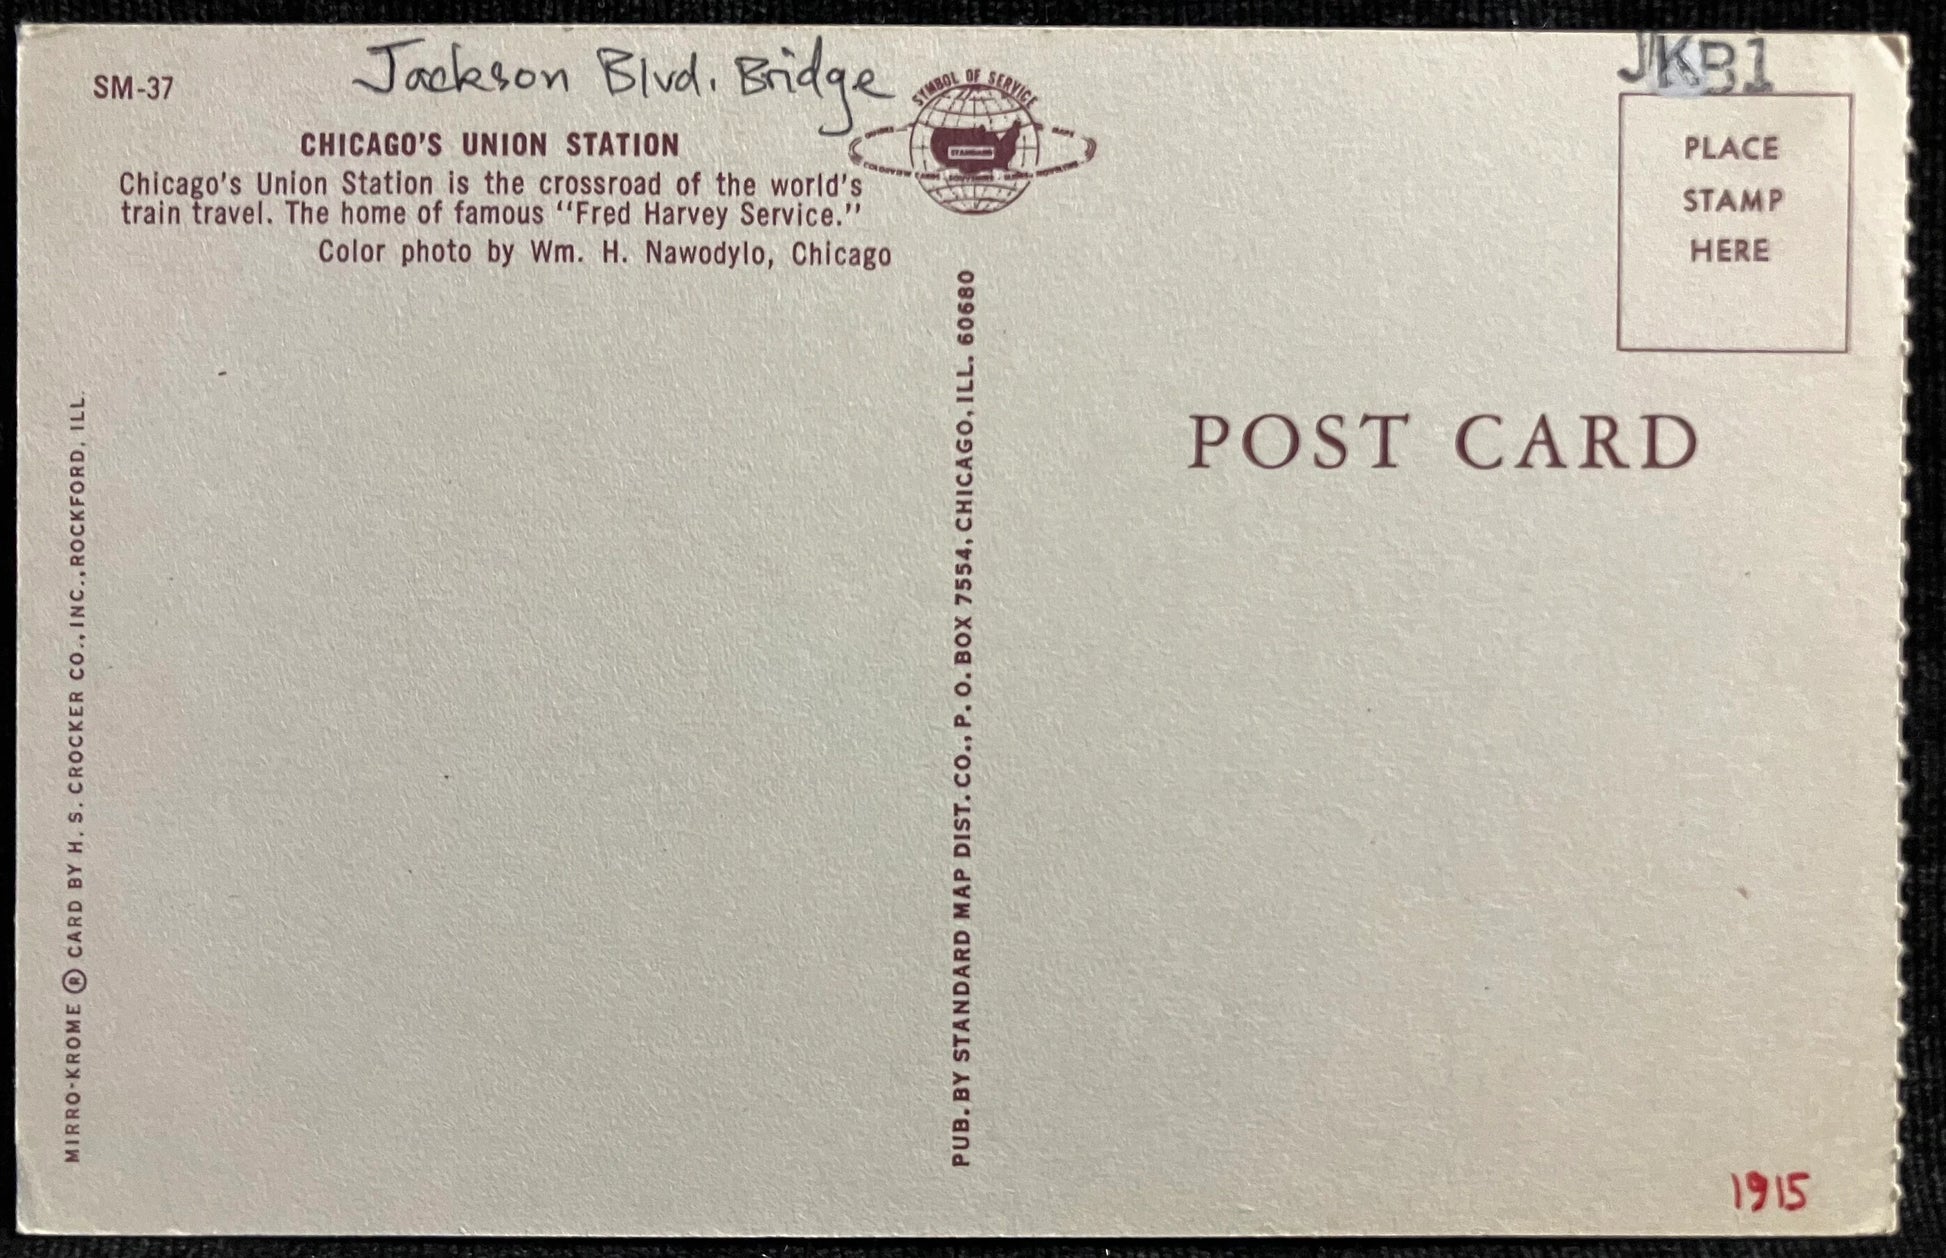 SM-37
Jackson Blvd. Bridge
CHICAGO'S UNION STATION
Chicago's Union Station is the crossroad of the world's
train travel. The home of famous "Fred Harvey Service."
Color photo by Wm. H. Nawodylo, Chicago
SYMBOL OF SERVICE
STANDARD
MIRRO-KROME ® CARD BY H. S. CROCKER CO., INC., ROCKFORD, ILL.
PUB. BY STANDARD MAP DIST. CO., P. O. BOX 7554, CHICAGO, ILL. 60680
JKB1
PLACE
STAMP
HERE
POST CARD
1915